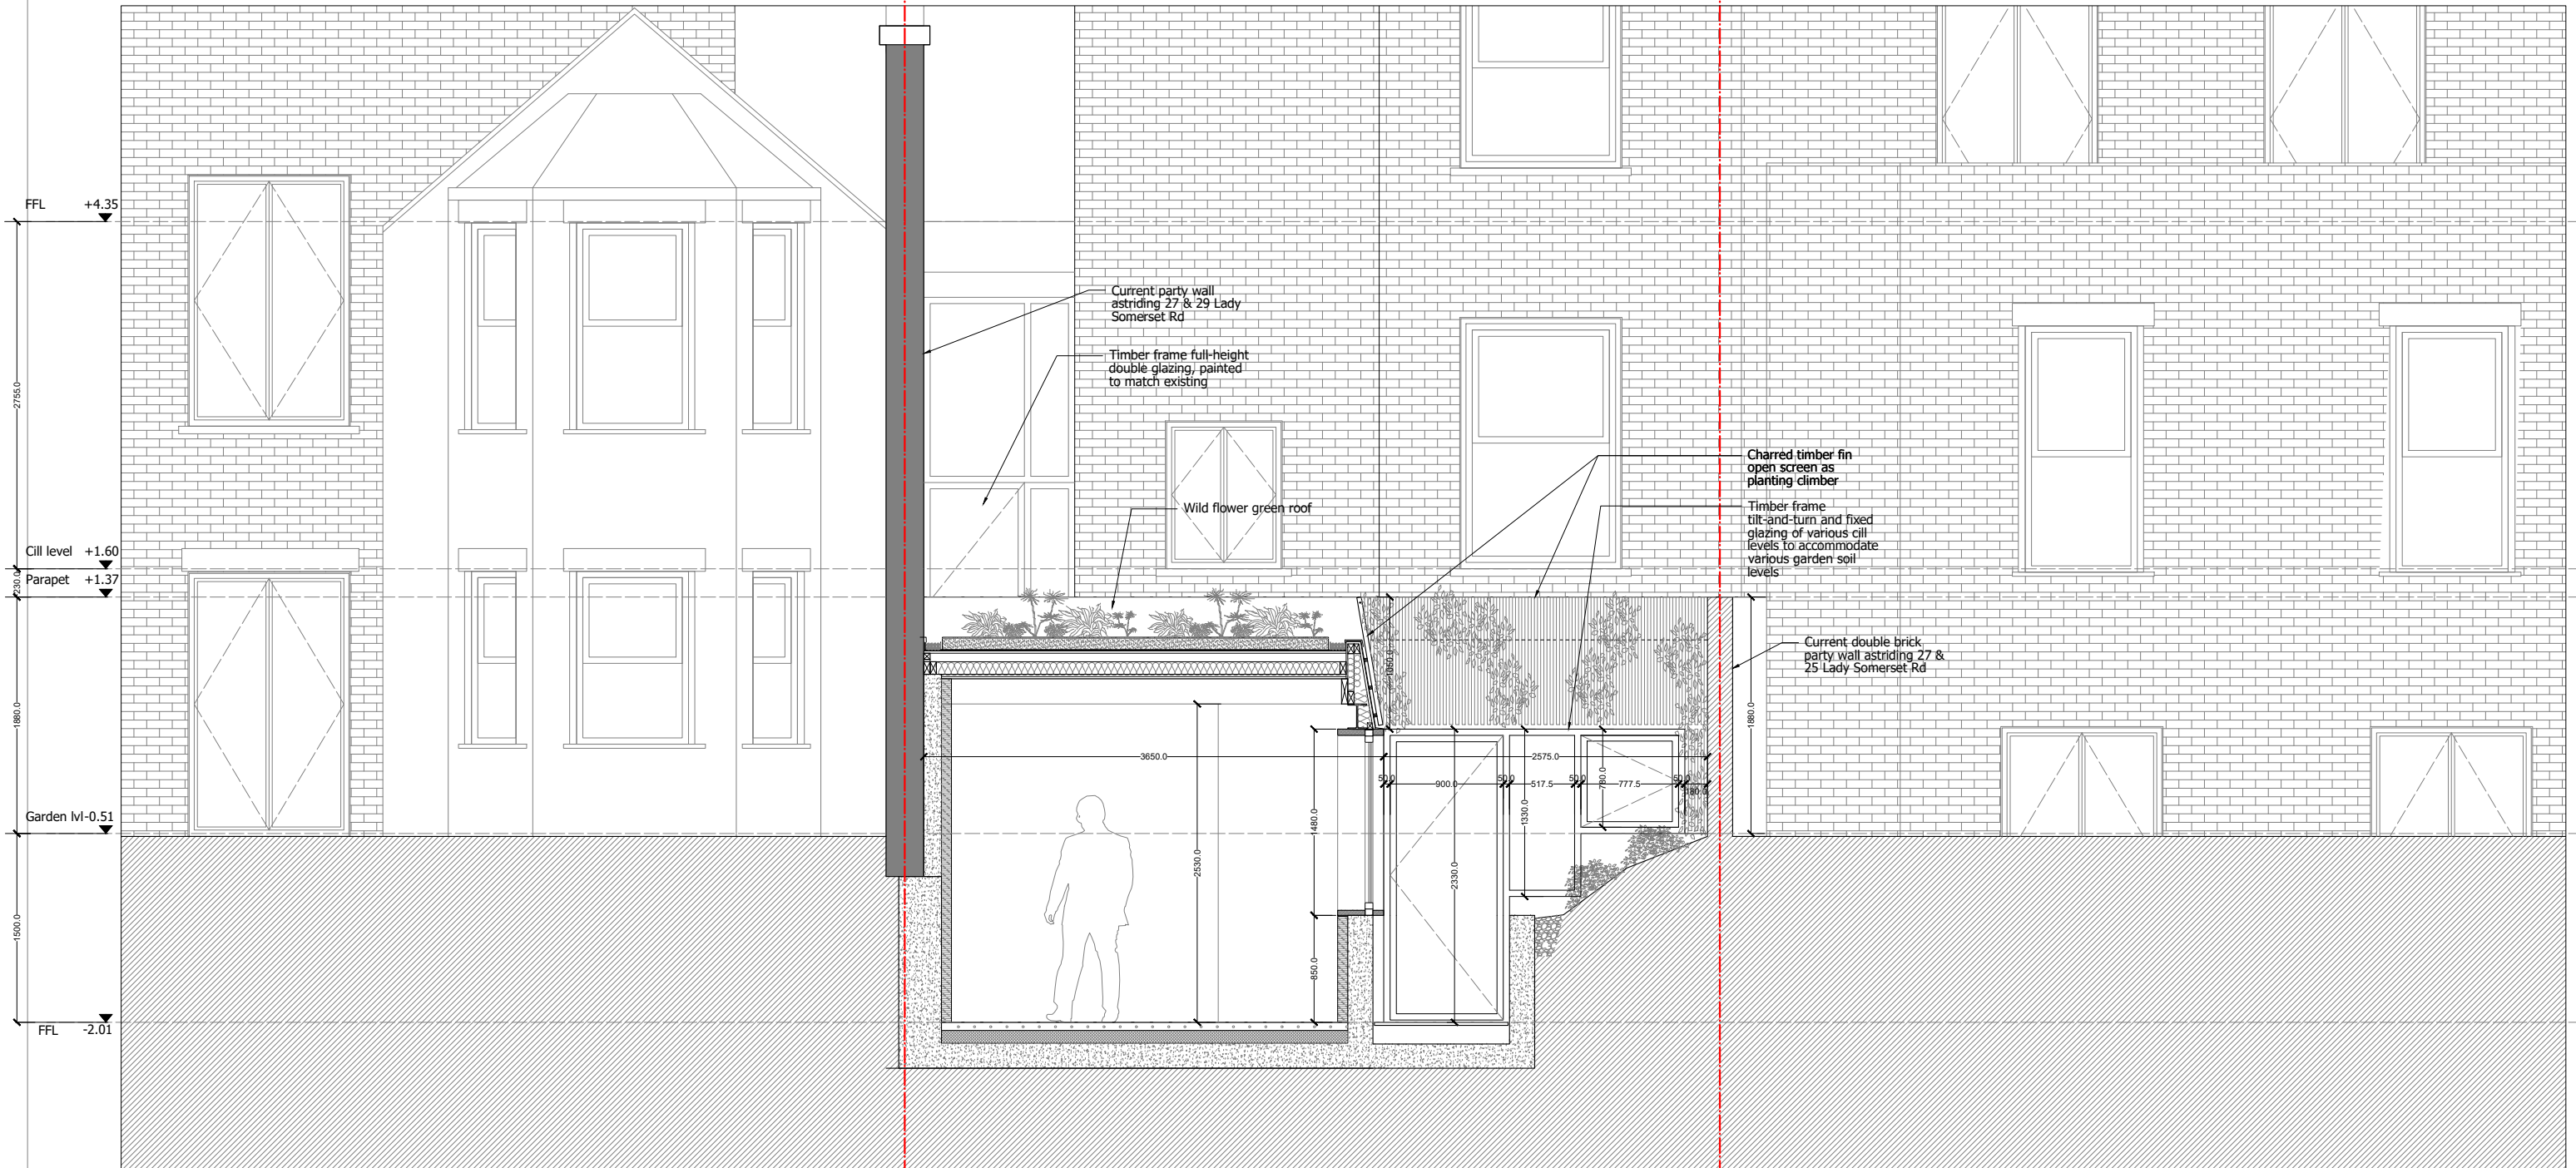 FFL +4.35
2755.0
Cill level +1.60
2230.0
Parapet +1.37
1880.0
Garden lvl-0.51
1500.0
FFL -2.01
Current party wall
astriding 27 & 29 Lady
Somerset Rd
Timber frame full-height
double glazing, painted
to match existing
Wild flower green roof
Charred timber fin
open screen as
planting climber
Timber frame
tilt-and-turn and fixed
glazing of various cill
levels to accommodate
various garden soil
levels
Current double brick
party wall astriding 27 &
25 Lady Somerset Rd
1050.0
1880.0
3650.0
2575.0
50.0
900.0
50.0
517.5
50.0
777.5
50.0
180.0
780.0
1330.0
1480.0
2330.0
2530.0
850.0